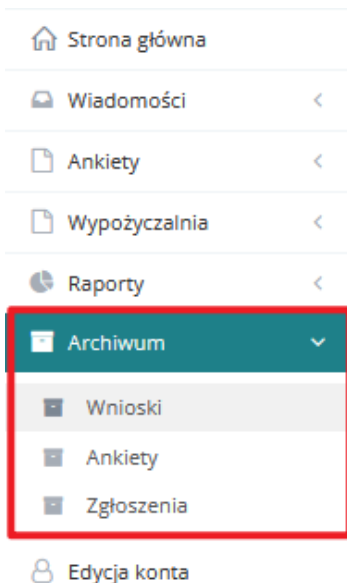 Strona główna
Wiadomości
Ankiety
Wypożyczalnia
Raporty
Archiwum
Wnioski
Ankiety
Zgłoszenia
Edycja konta